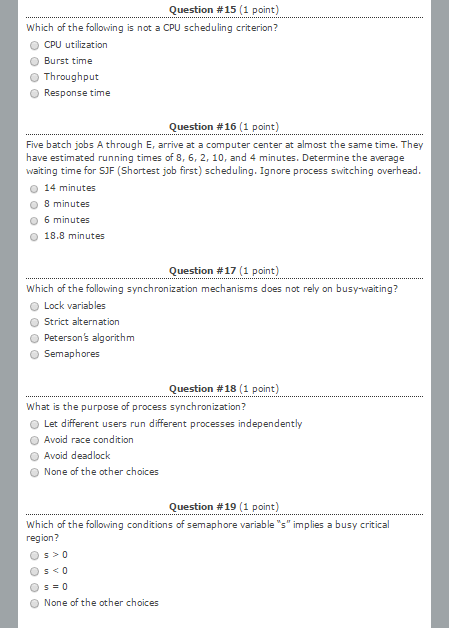 Question #15 (1 point)
Which of the following is not a CPU scheduling criterion?
CPU utilization
Burst time
Throughput
Response time
Question #16 (1 point)
Five batch jobs A through E, arrive at a computer center at almost the same time. They
have estimated running times of 8, 6, 2, 10, and 4 minutes. Determine the average
waiting time for SJF (Shortest job first) scheduling. Ignore process switching overhead.
14 minutes
8 minutes
6 minutes
18.8 minutes
Question #17 (1 point)
Which of the following synchronization mechanisms does not rely on busy-waiting?
Lock variables
Strict alternation
Peterson's algorithm
Semaphores
Question #18 (1 point)
What is the purpose of process synchronization?
Let different users run different processes independently
Avoid race condition
Avoid deadlock
None of the other choices
Question #19 (1 point)
Which of the following conditions of semaphore variable "s" implies a busy critical
region?
s > 0
s < 0
s = 0
None of the other choices